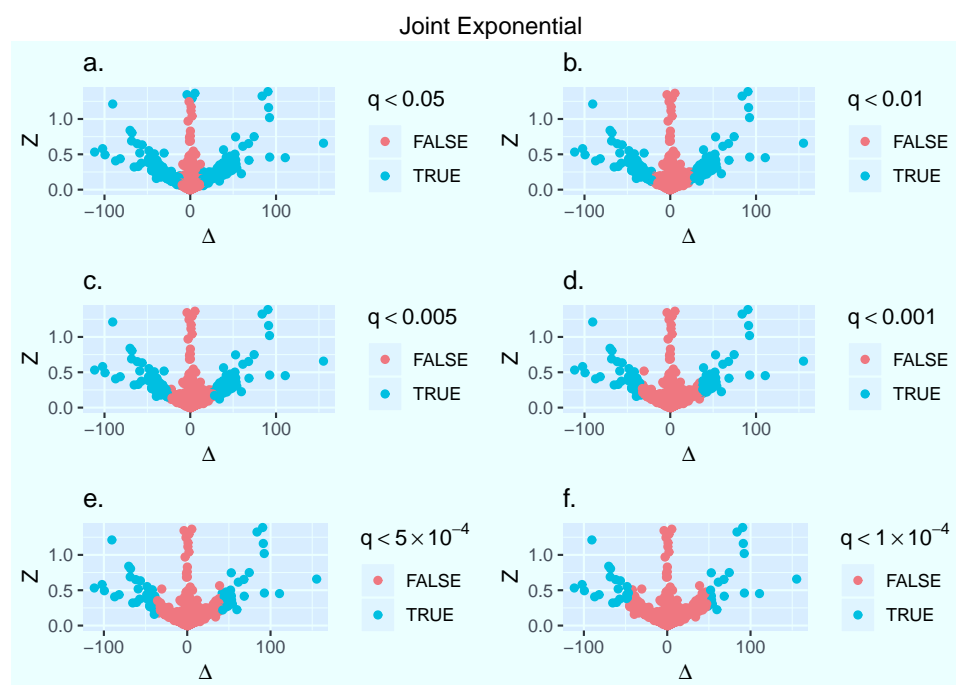 Joint Exponential
a.
Z
1.0
0.5
0.0
−100 0 100
Δ
q < 0.05
FALSE
TRUE
b.
Z
1.0
0.5
0.0
−100 0 100
Δ
q < 0.01
FALSE
TRUE
c.
Z
1.0
0.5
0.0
−100 0 100
Δ
q < 0.005
FALSE
TRUE
d.
Z
1.0
0.5
0.0
−100 0 100
Δ
q < 0.001
FALSE
TRUE
e.
Z
1.0
0.5
0.0
−100 0 100
Δ
q < 5 × 10⁻⁴
FALSE
TRUE
f.
Z
1.0
0.5
0.0
−100 0 100
Δ
q < 1 × 10⁻⁴
FALSE
TRUE